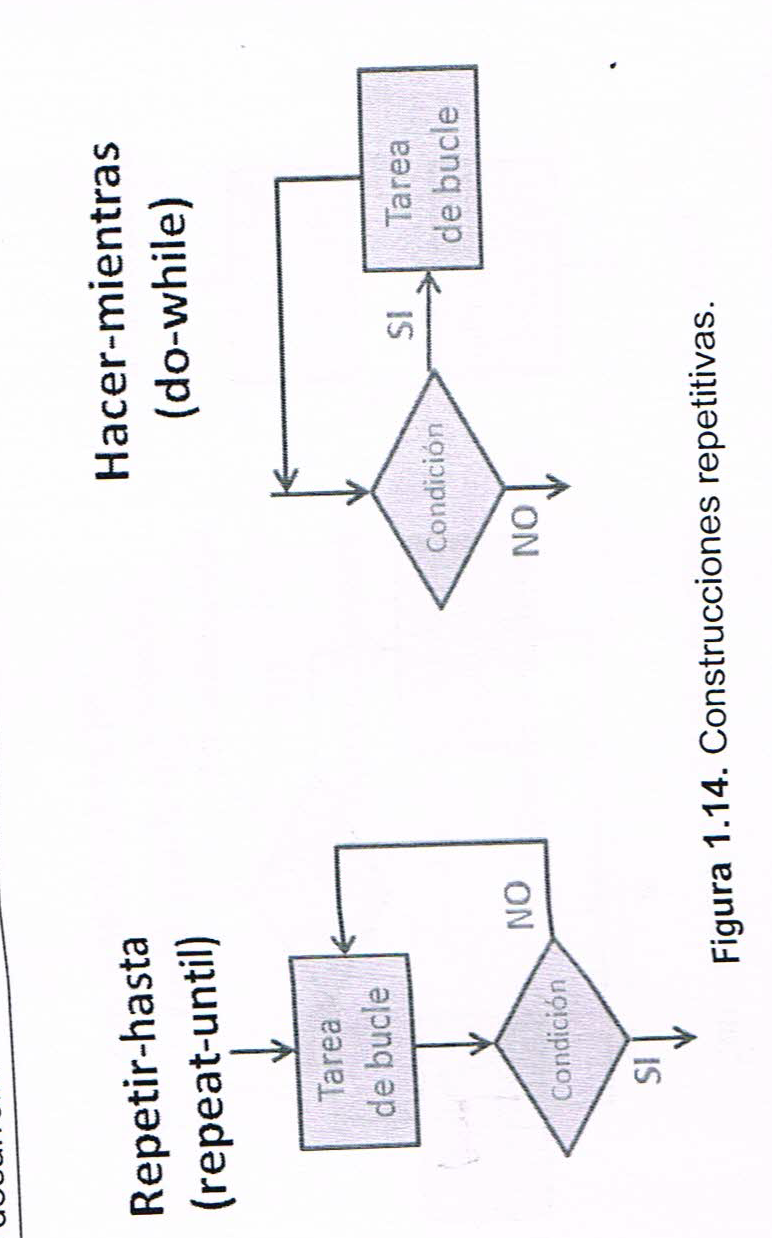 Repetir-hasta
(repeat-until)
Tarea
de bucle
Condición
NO
SI
Hacer-mientras
(do-while)
Condición
SI
Tarea
de bucle
NO
Figura 1.14. Construcciones repetitivas.